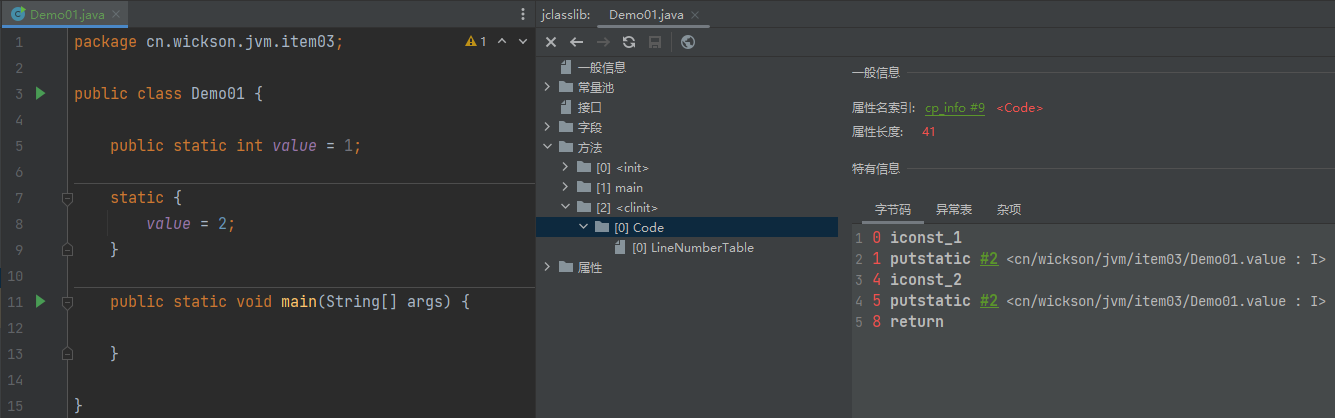 Demo01.java
1 package cn.wickson.jvm.item03;
1
2
3 public class Demo01 {
4
5 public static int value = 1;
6
7 static {
8 value = 2;
9 }
10
11 public static void main(String[] args) {
12
13 }
14
15 }
jclasslib: Demo01.java
一般信息
常量池
接口
字段
方法
[0] <init>
[1] main
[2] <clinit>
[0] Code
[0] LineNumberTable
属性
一般信息
属性名索引: cp_info #9 <Code>
属性长度: 41
特有信息
字节码 异常表 杂项
1 0 iconst_1
2 1 putstatic #2 <cn/wickson/jvm/item03/Demo01.value : I>
3 4 iconst_2
4 5 putstatic #2 <cn/wickson/jvm/item03/Demo01.value : I>
5 8 return